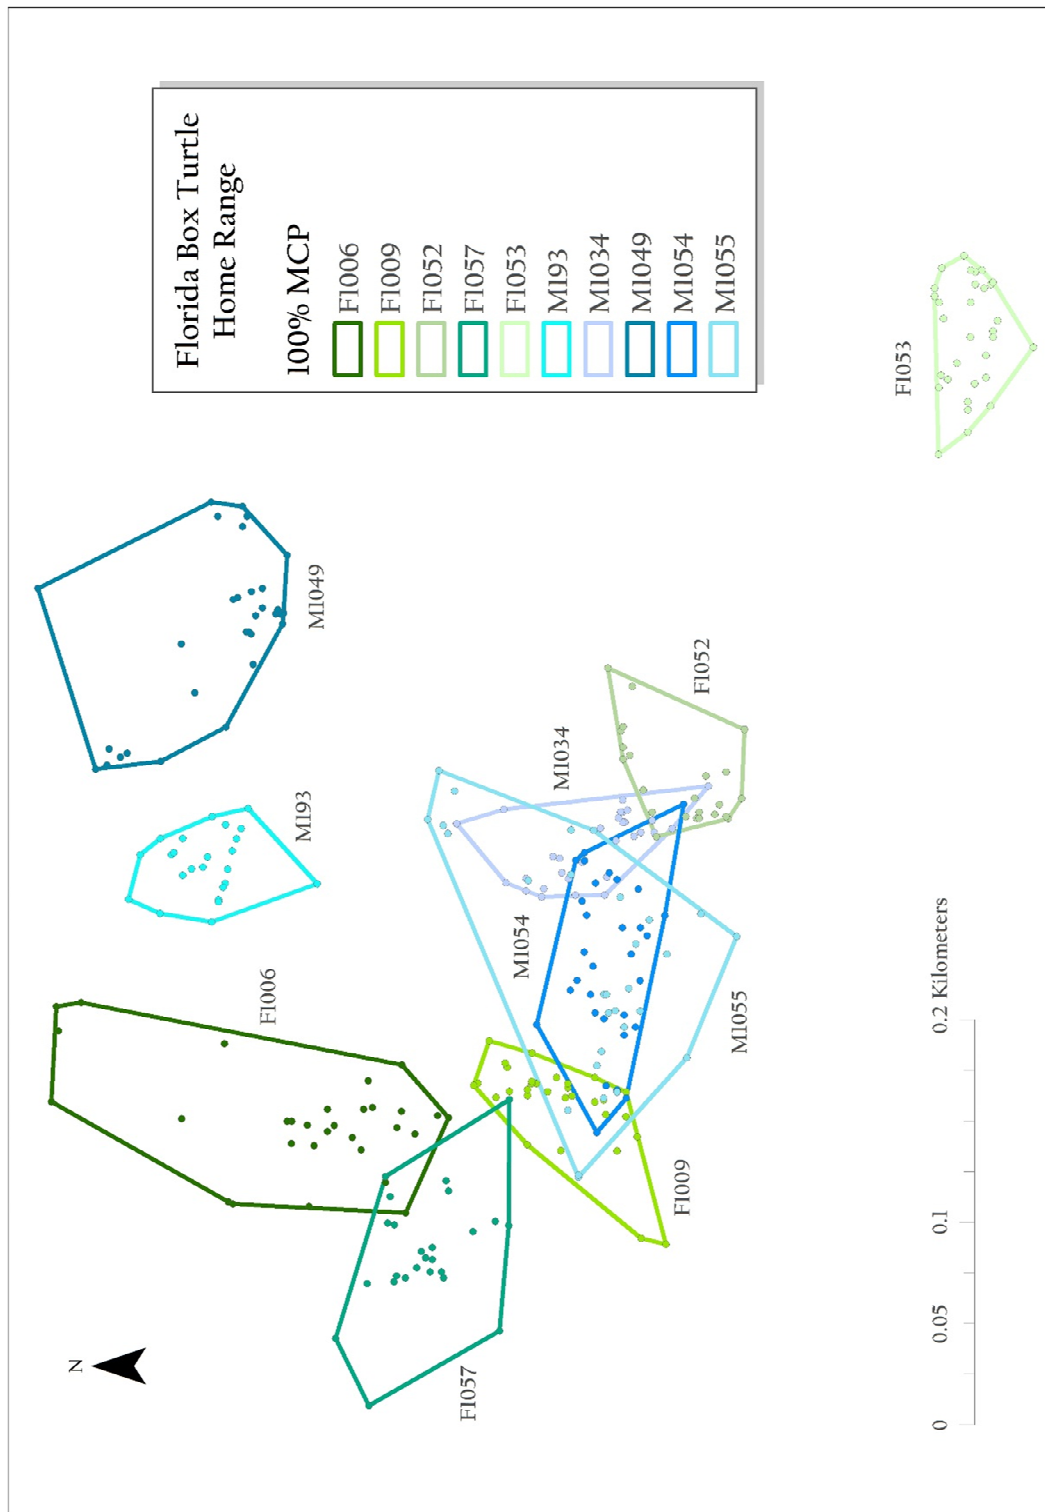 Florida Box Turtle
Home Range
100% MCP
F1006
F1009
F1052
F1057
F1053
M193
M1034
M1049
M1054
M1055
N
F1057
F1006
M193
M1049
F1009
M1054
M1034
F1052
M1055
F1053
0 0.05 0.1 0.2 Kilometers